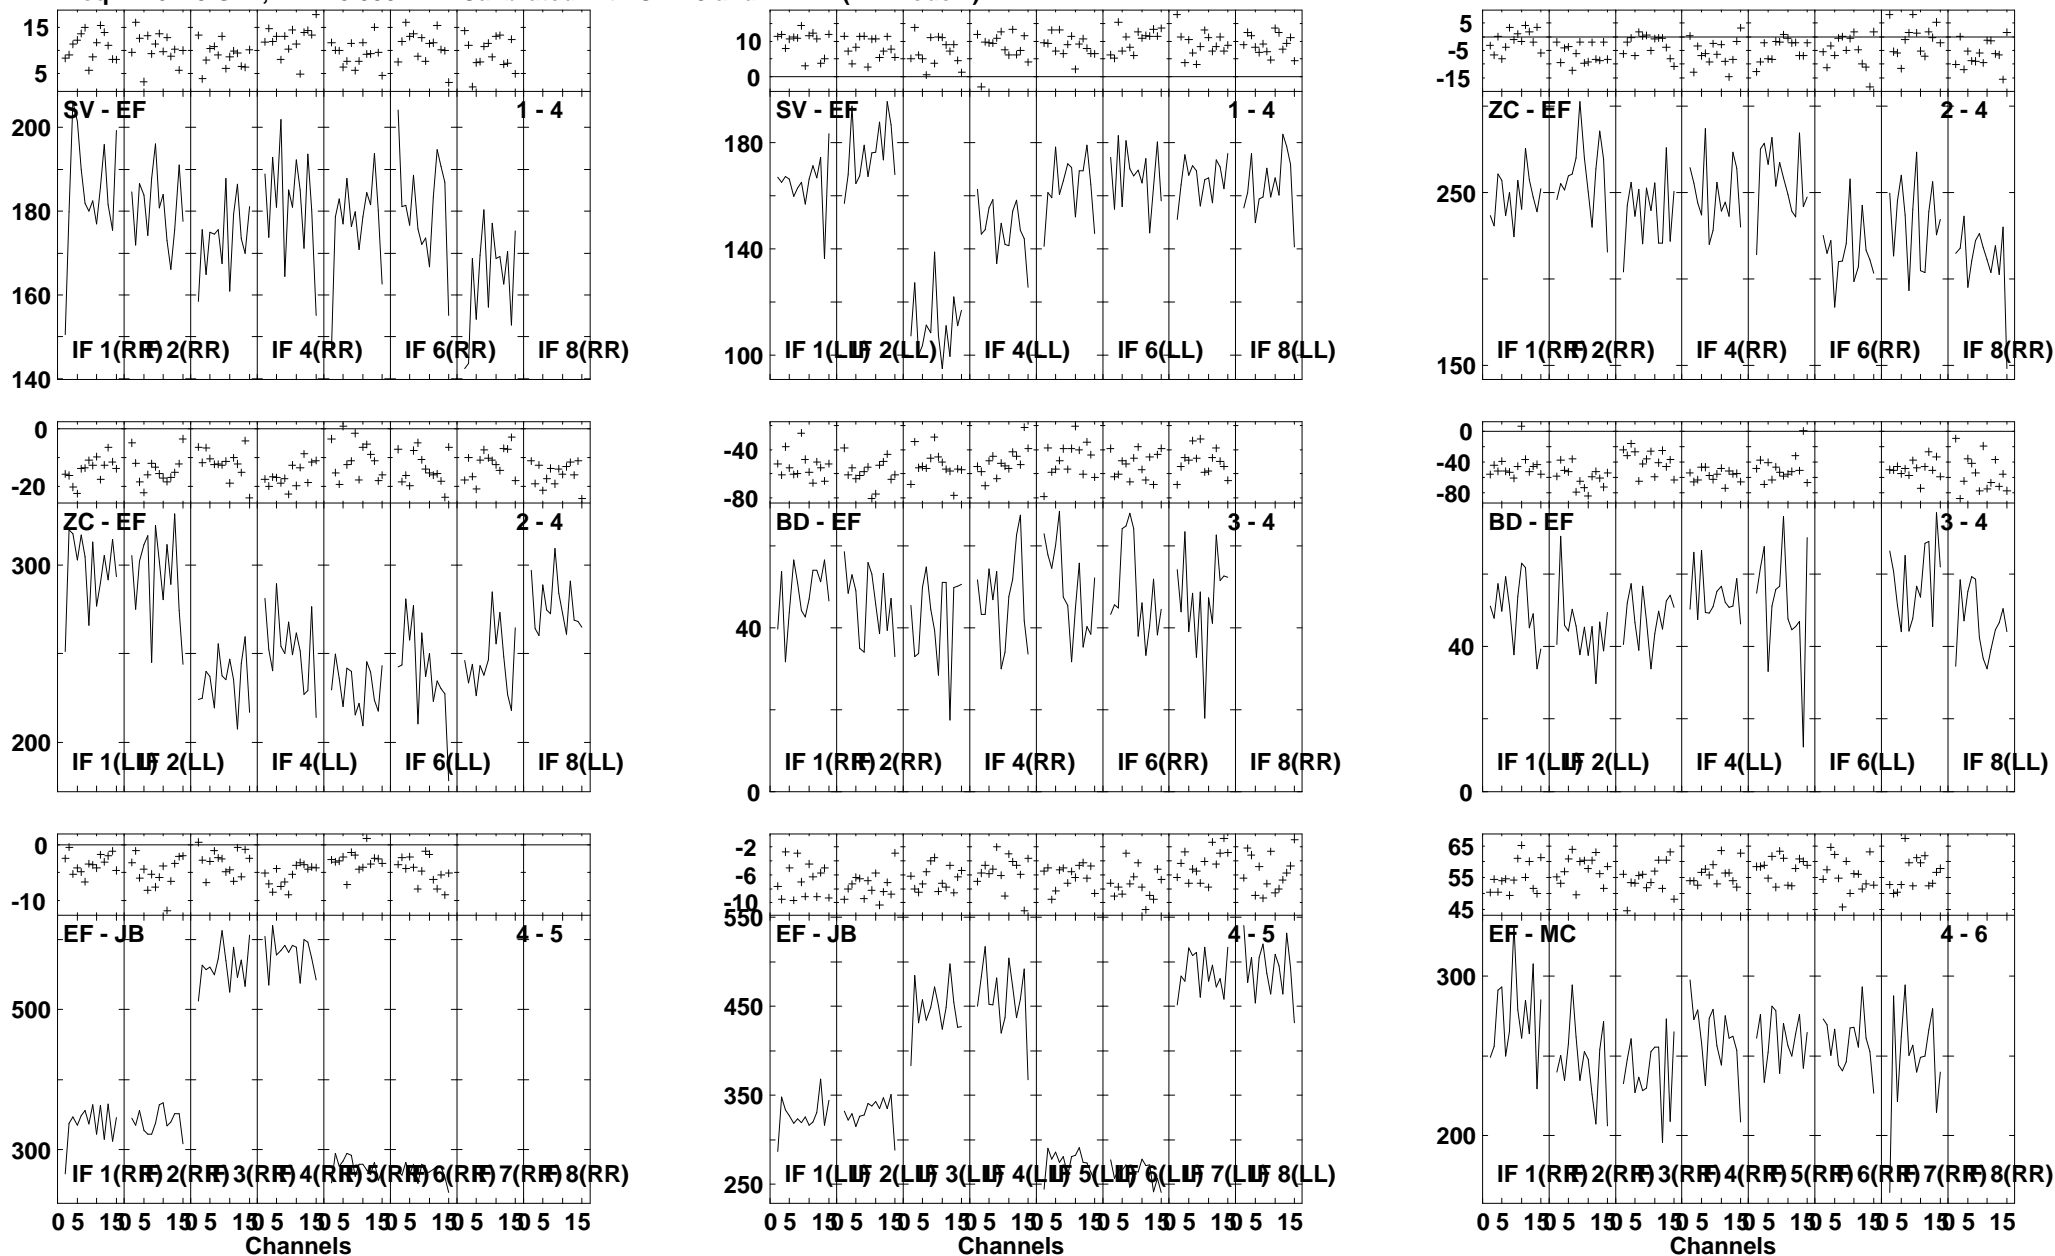 15
5
SV - EF
1 - 4
200
180
160
140
IF 1(RR)
IF 2(RR)
IF 4(RR)
IF 6(RR)
IF 8(RR)
10
0
SV - EF
1 - 4
180
140
100
IF 1(LL)
IF 2(LL)
IF 4(LL)
IF 6(LL)
IF 8(LL)
5
-5
-15
ZC - EF
2 - 4
250
150
IF 1(RR)
IF 2(RR)
IF 4(RR)
IF 6(RR)
IF 8(RR)
0
-20
ZC - EF
2 - 4
300
200
IF 1(LL)
IF 2(LL)
IF 4(LL)
IF 6(LL)
IF 8(LL)
-40
-80
BD - EF
3 - 4
40
0
IF 1(RR)
IF 2(RR)
IF 4(RR)
IF 6(RR)
IF 8(RR)
0
-40
-80
BD - EF
3 - 4
40
0
IF 1(LL)
IF 2(LL)
IF 4(LL)
IF 6(LL)
IF 8(LL)
0
-10
EF - JB
4 - 5
500
300
IF 1(RR)
IF 2(RR)
IF 3(RR)
IF 4(RR)
IF 5(RR)
IF 6(RR)
IF 7(RR)
IF 8(RR)
0 5 15 0 5 15 0 5 15 0 5 15 0 5 15 0 5 15 0 5 15 0 5 15
Channels
-2
-6
-10
EF - JB
4 - 5
550
450
350
250
IF 1(LL)
IF 2(LL)
IF 3(LL)
IF 4(LL)
IF 5(LL)
IF 6(LL)
IF 7(LL)
IF 8(LL)
0 5 15 0 5 15 0 5 15 0 5 15 0 5 15 0 5 15 0 5 15 0 5 15
Channels
65
55
45
EF - MC
4 - 6
300
200
IF 1(RR)
IF 2(RR)
IF 3(RR)
IF 4(RR)
IF 5(RR)
IF 6(RR)
IF 7(RR)
IF 8(RR)
0 5 15 0 5 15 0 5 15 0 5 15 0 5 15 0 5 15 0 5 15 0 5 15
Channels